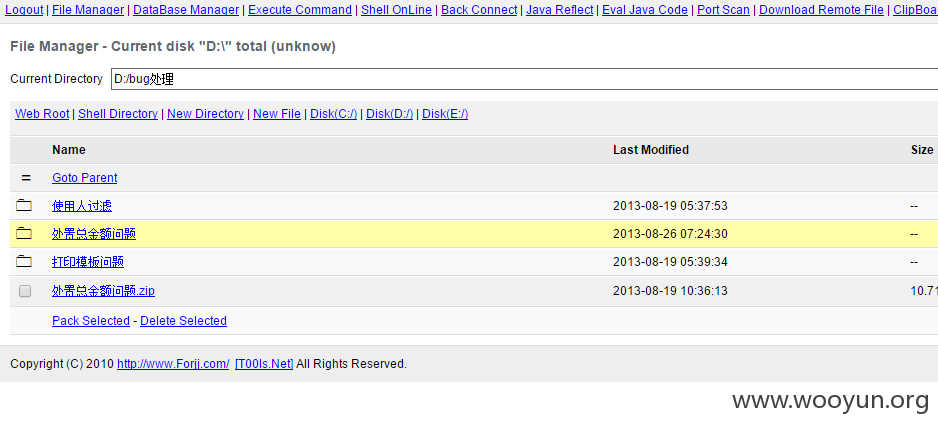 Logout | File Manager | DataBase Manager | Execute Command | Shell OnLine | Back Connect | Java Reflect | Eval Java Code | Port Scan | Download Remote File | ClipBoa
File Manager - Current disk "D:\" total (unknow)
Current Directory D:/bug处理
Web Root | Shell Directory | New Directory | New File | Disk(C:/) | Disk(D:/) | Disk(E:/)
Name Last Modified Size
= Goto Parent
使用人过滤 2013-08-19 05:37:53 --
处置总金额问题 2013-08-26 07:24:30 --
打印模板问题 2013-08-19 05:39:34 --
处置总金额问题.zip 2013-08-19 10:36:13 10.71
Pack Selected - Delete Selected
Copyright (C) 2010 http://www.Forjj.com/ [T00ls.Net] All Rights Reserved.
www.wooyun.org